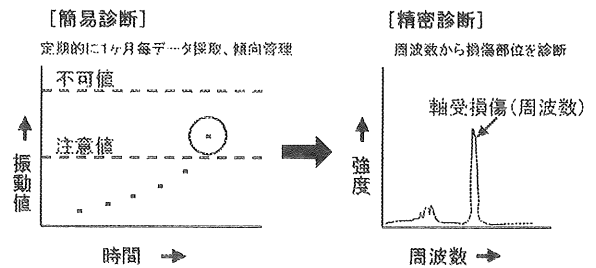 [簡易診断]
定期的に1ヶ月毎データ採取、傾向管理
不可値
注意値
振動値
時間
[精密診断]
周波数から損傷部位を診断
軸受損傷(周波数)
強度
周波数